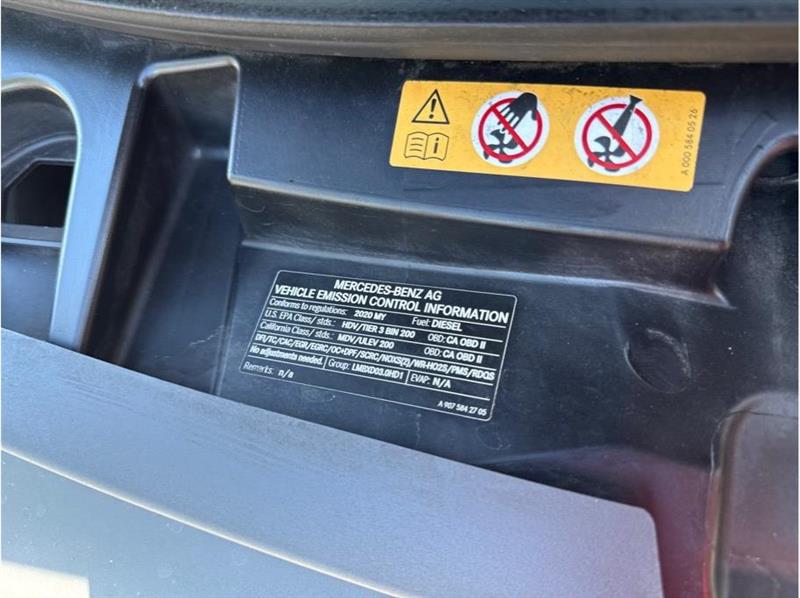 A 000 584 05 26
MERCEDES-BENZ AG
VEHICLE EMISSION CONTROL INFORMATION
Conforms to regulations: 2020 MY Fuel: DIESEL
U.S. EPA Class/ stds.: HDV/TIER 3 BIN 200 OBD: CA OBD II
California Class/ stds.: MDV/ULEV 200 OBD: CA OBD II
DFI/TC/CAC/EGR/EGRC/OC+DPF/SCRC/NOXS(2)/WR-HO2S/PMS/RDQS
No adjustments needed. Group: LMBXD03.0HD1 EVAP: N/A
Remarks: n/a
A 907 584 27 05